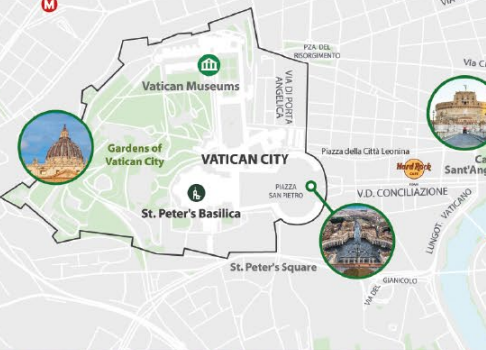 M
VIA
PZA. DEL
RISORGIMENTO
Vatican Museums
VIA DI PORTA
ANGELICA
Gardens of
Vatican City
VATICAN CITY
Piazza della Città Leonina
Hard Rock
CAFE
Ca
Sant'Ang
PIAZZA
SAN PIETRO
V.D. CONCILIAZIONE
St. Peter's Basilica
LUNGOT. VATICANO
St. Peter's Square
VIA DEL
GIANICOLO